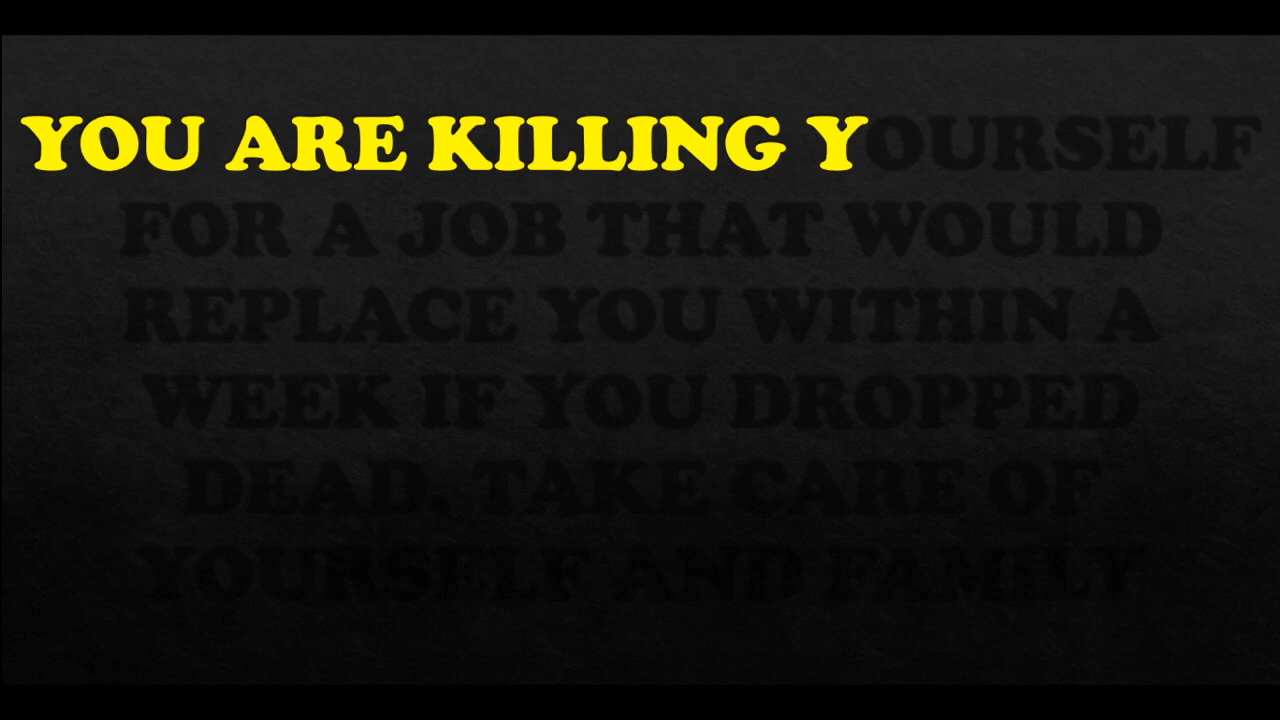 YOU ARE KILLING YOURSELF
FOR A JOB THAT WOULD
REPLACE YOU WITHIN A
WEEK IF YOU DROPPED
DEAD. TAKE CARE OF
YOURSELF AND FAMILY